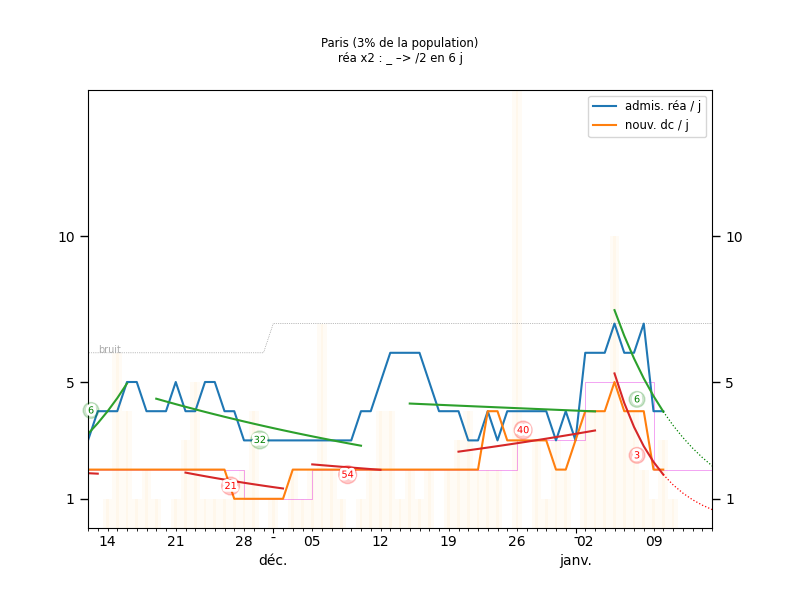 Paris (3% de la population)
réa x2 : _ –> /2 en 6 j
admis. réa / j
nouv. dc / j
10 10
bruit
5 5
6 6
32
40
3
54
21
1 1
14 21 28 - 05 12 19 26 - 02 09
déc. janv.